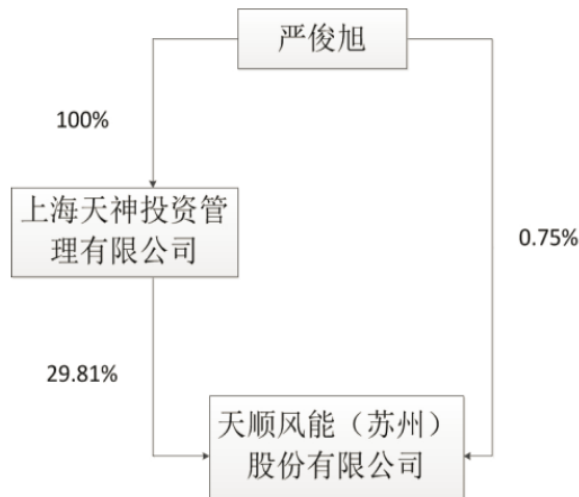 严俊旭
100%
上海天神投资管
理有限公司
0.75%
29.81%
天顺风能（苏州）
股份有限公司